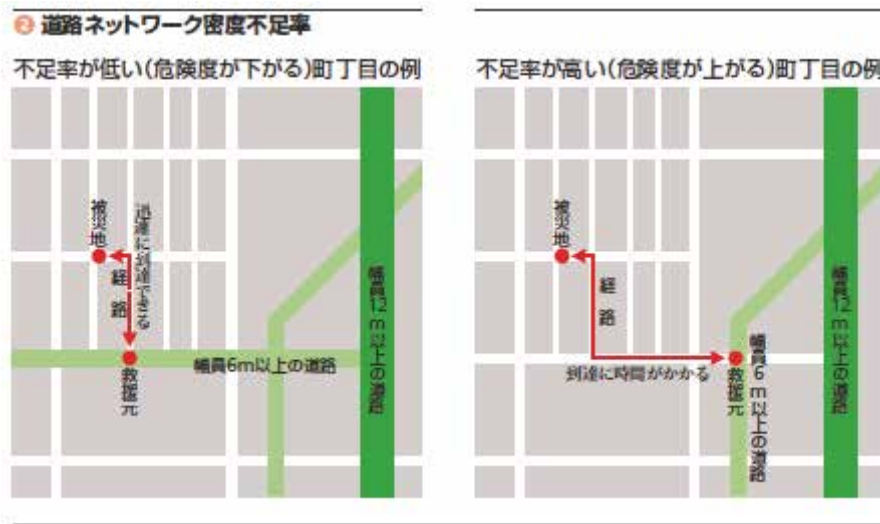 ❷ 道路ネットワーク密度不足率
不足率が低い(危険度が下がる)町丁目の例
被災地
迅速に到達できる
経路
救援元
幅員6m以上の道路
幅員12m以上の道路
不足率が高い(危険度が上がる)町丁目の例
被災地
経路
到達に時間がかかる
救援元
幅員6m以上の道路
幅員12m以上の道路